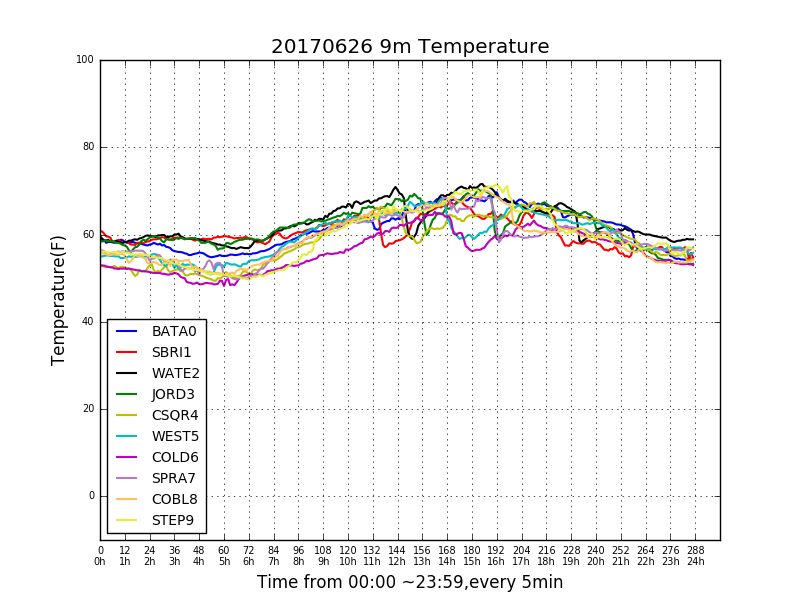 20170626 9m Temperature
100
80
60
40
20
0
Temperature(F)
BATA0
SBRI1
WATE2
JORD3
CSQR4
WEST5
COLD6
SPRA7
COBL8
STEP9
0 12 24 36 48 60 72 84 96 108 120 132 144 156 168 180 192 204 216 228 240 252 264 276 288
0h 1h 2h 3h 4h 5h 6h 7h 8h 9h 10h 11h 12h 13h 14h 15h 16h 17h 18h 19h 20h 21h 22h 23h 24h
Time from 00:00 ~23:59,every 5min